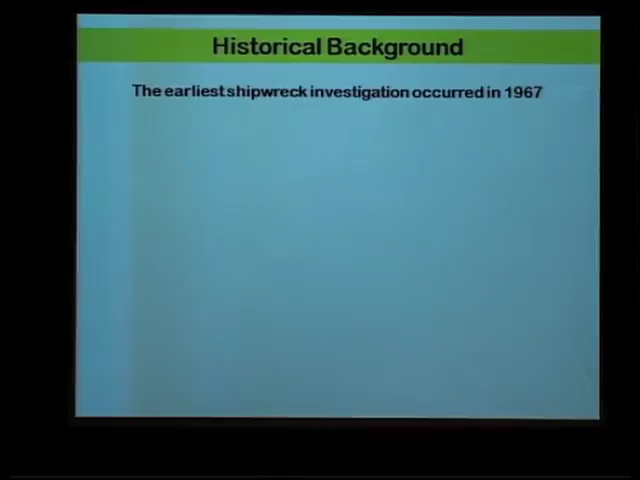 Historical Background
The earliest shipwreck investigation occurred in 1967